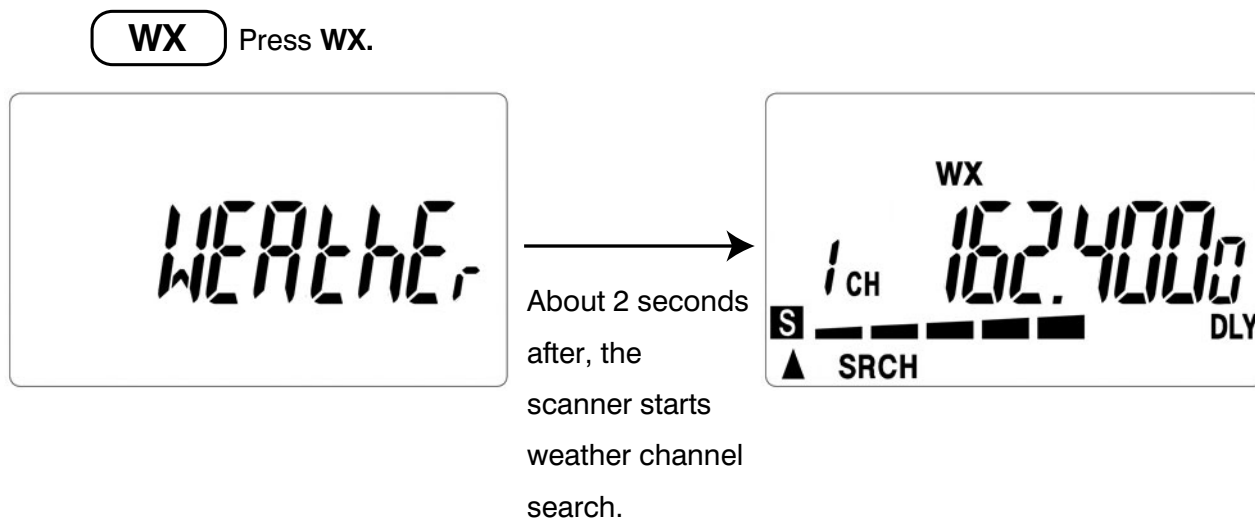 WX Press WX.
WEAthEr
WX
1 CH 162.4000
S DLY
SRCH
About 2 seconds
after, the
scanner starts
weather channel
search.